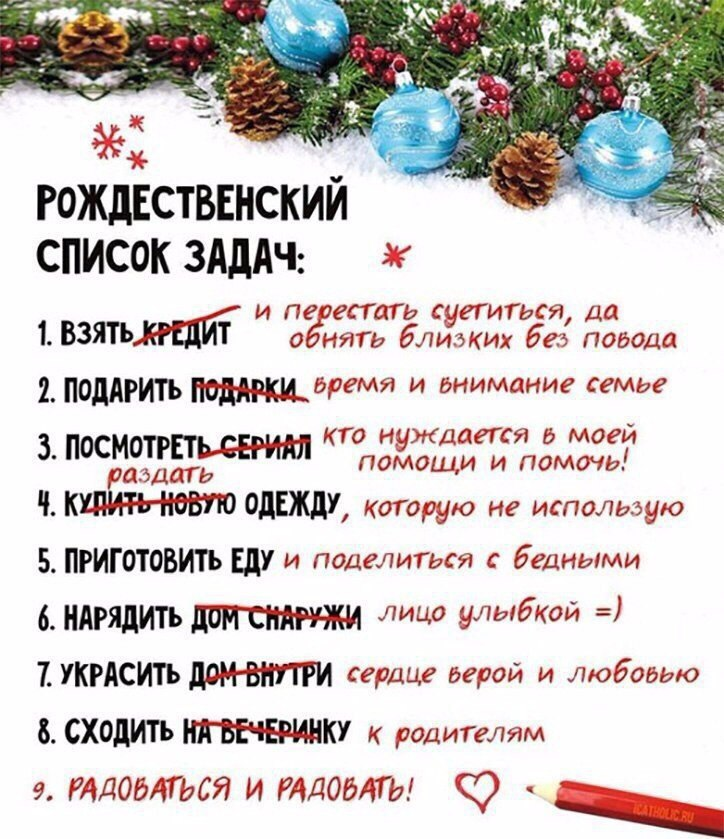 РОЖДЕСТВЕНСКИЙ
СПИСОК ЗАДАЧ:
1. ВЗЯТЬ КРЕДИТ и перестать суетиться, да
обнять близких без повода
2. ПОДАРИТЬ ПОДАРКИ время и внимание семье
3. ПОСМОТРЕТЬ СЕРИАЛ кто нуждается в моей
помощи и помочь!
раздать
4. КУПИТЬ НОВУЮ ОДЕЖДУ, которую не использую
5. ПРИГОТОВИТЬ ЕДУ и поделиться с бедными
6. НАРЯДИТЬ ДОМ СНАРУЖИ лицо улыбкой =)
7. УКРАСИТЬ ДОМ ВНУТРИ сердце верой и любовью
8. СХОДИТЬ НА ВЕЧЕРИНКУ к родителям
9. РАДОВАТЬСЯ И РАДОВАТЬ!
ICATHOLIC.RU